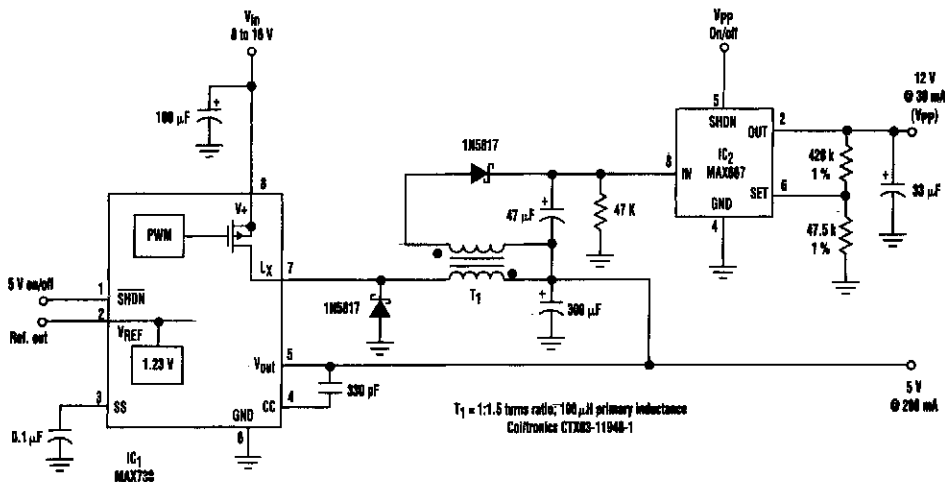 Vin
8 to 16 V
100 µF
+
8
V+
PWM
LX
7
5 V on/off
1
SHDN
Ref. out
2
VREF
1.23 V
Vout
5
330 pF
CC
4
3
SS
GND
6
0.1 µF
IC1
1N5817
T1
1N5817
+
47 µF
47 K
+
T1 = 1:1.5 turns ratio; 100 µH primary inductance
Coiltronics
Vpp
On/off
5
SHDN
OUT
2
8
IN
IC2
MAX667
SET
6
GND
4
12 V
@ 30 mA
(Vpp)
1 %
47.5 k
1 %
+
33 µF
5 V
@ 200 mA